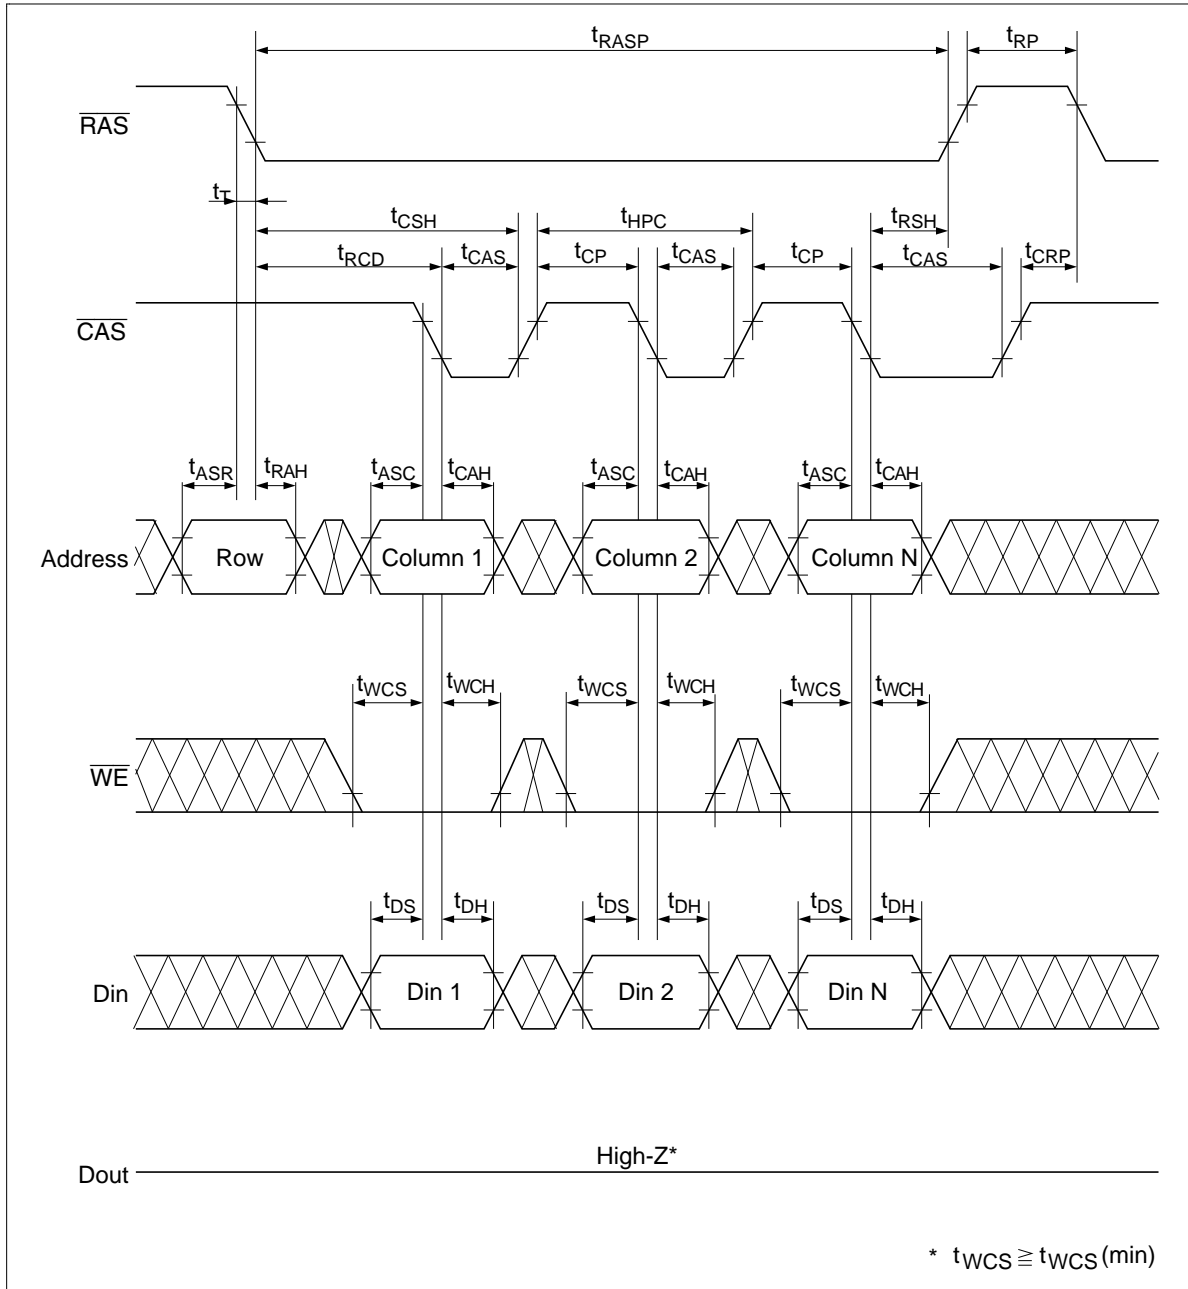 tRASP tRP
RAS
tT
tCSH tHPC tRSH
tRCD tCAS tCP tCAS tCP tCAS tCRP
CAS
tASR tRAH tASC tCAH tASC tCAH tASC tCAH
Address Row Column 1 Column 2 Column N
tWCS tWCH tWCS tWCH tWCS tWCH
WE
tDS tDH tDS tDH tDS tDH
Din Din 1 Din 2 Din N
High-Z*
Dout
* tWCS ≧ tWCS (min)